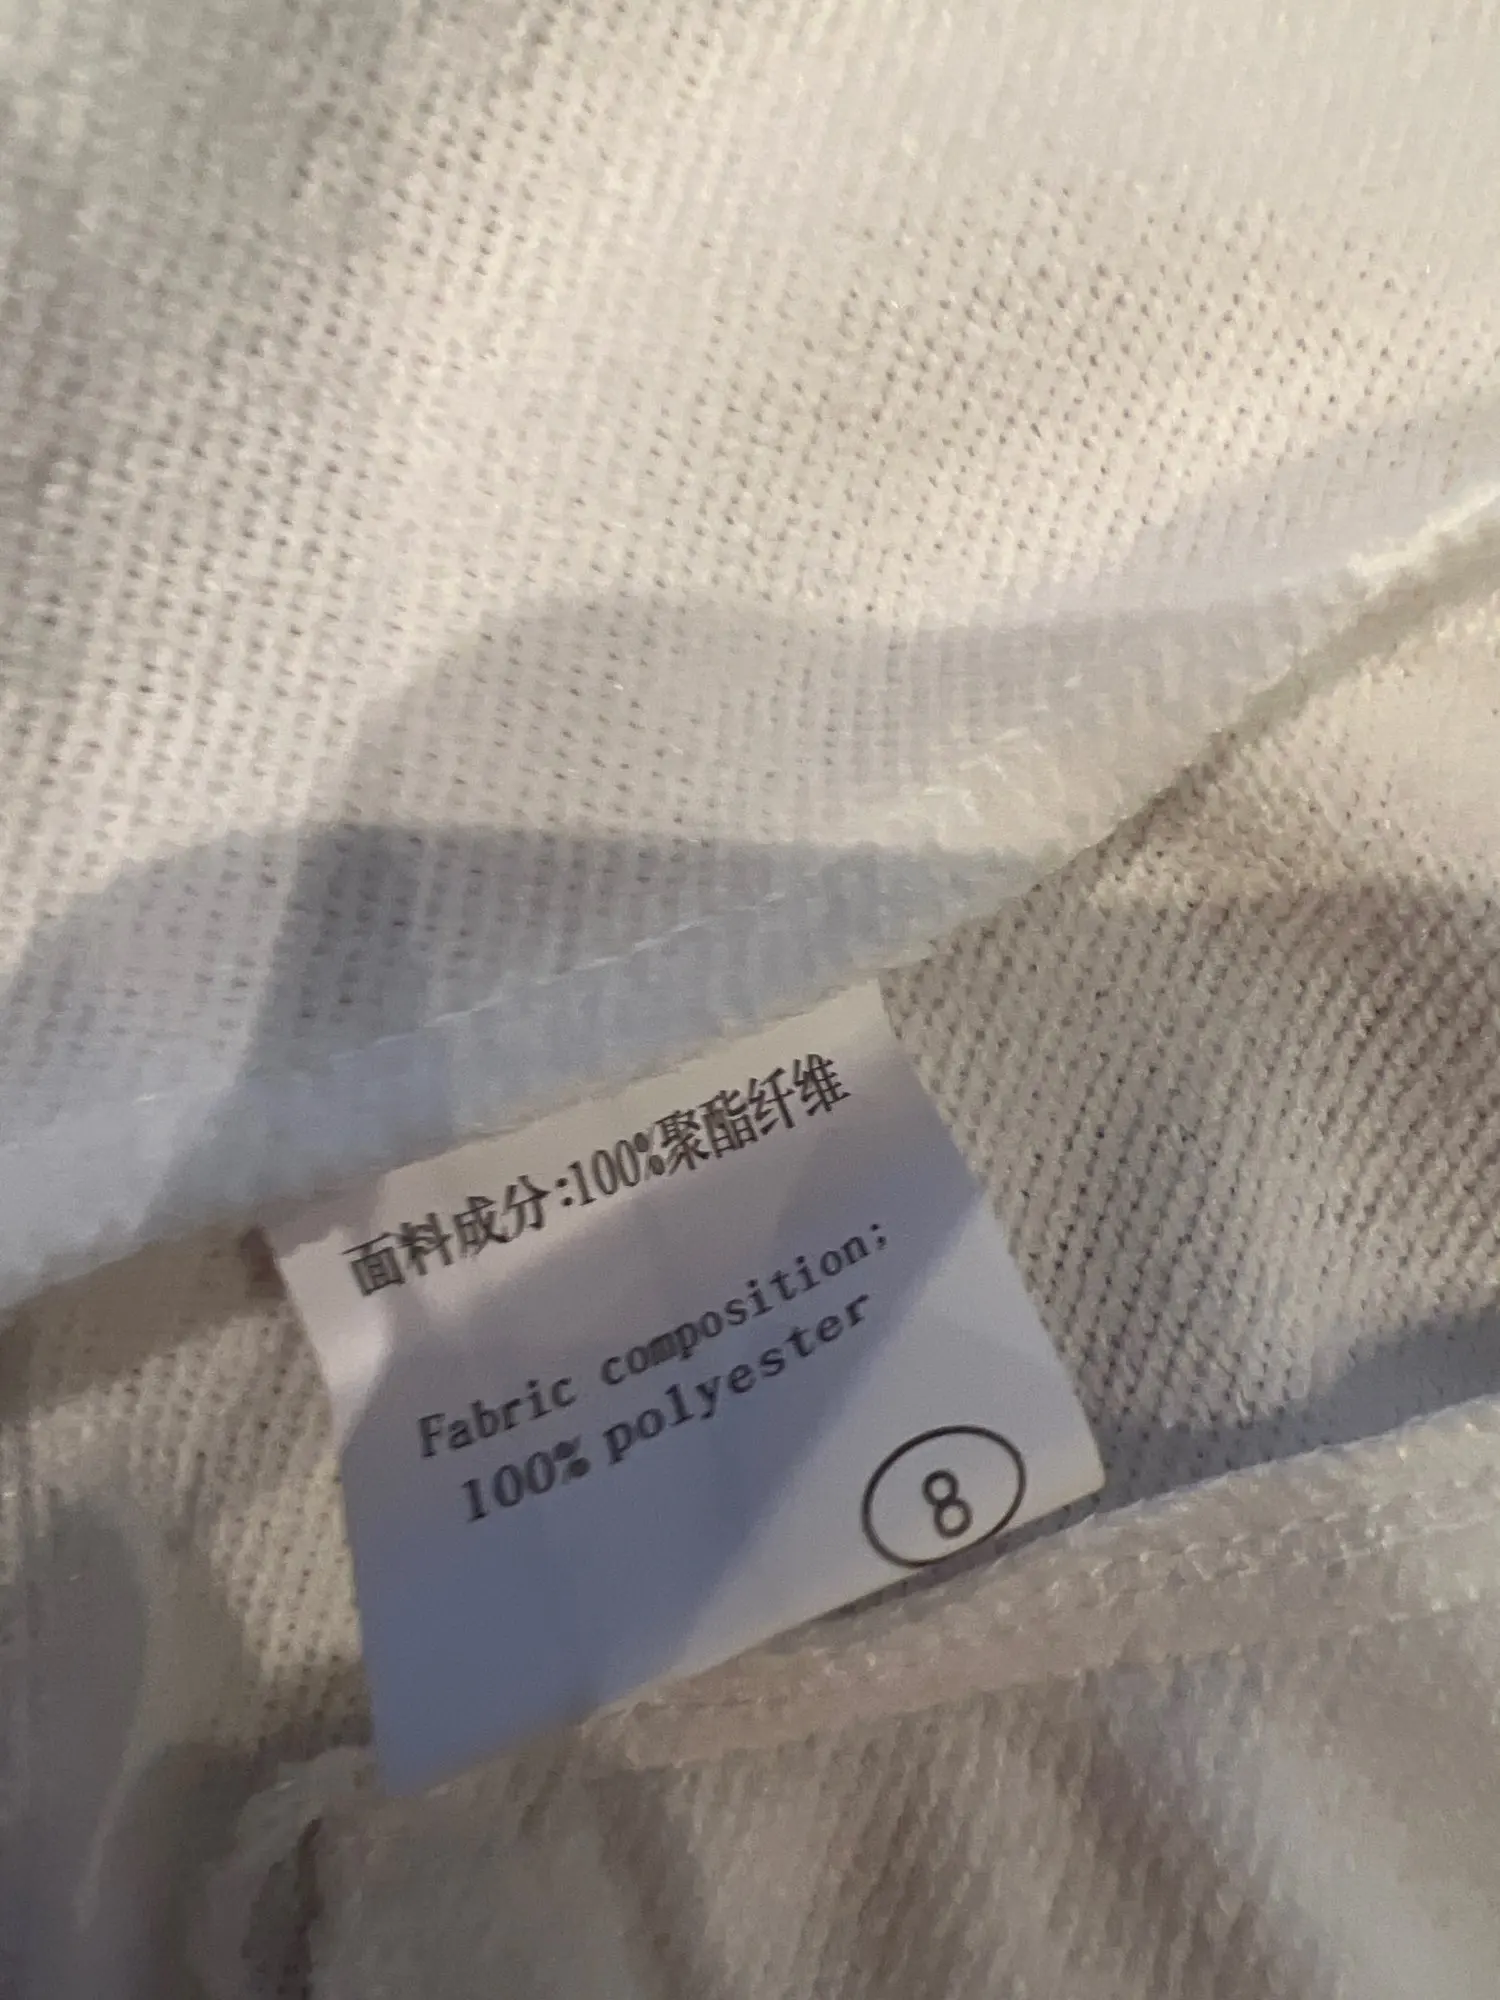 面料成分:100%聚酯纤维
Fabric composition;
100% polyester
8